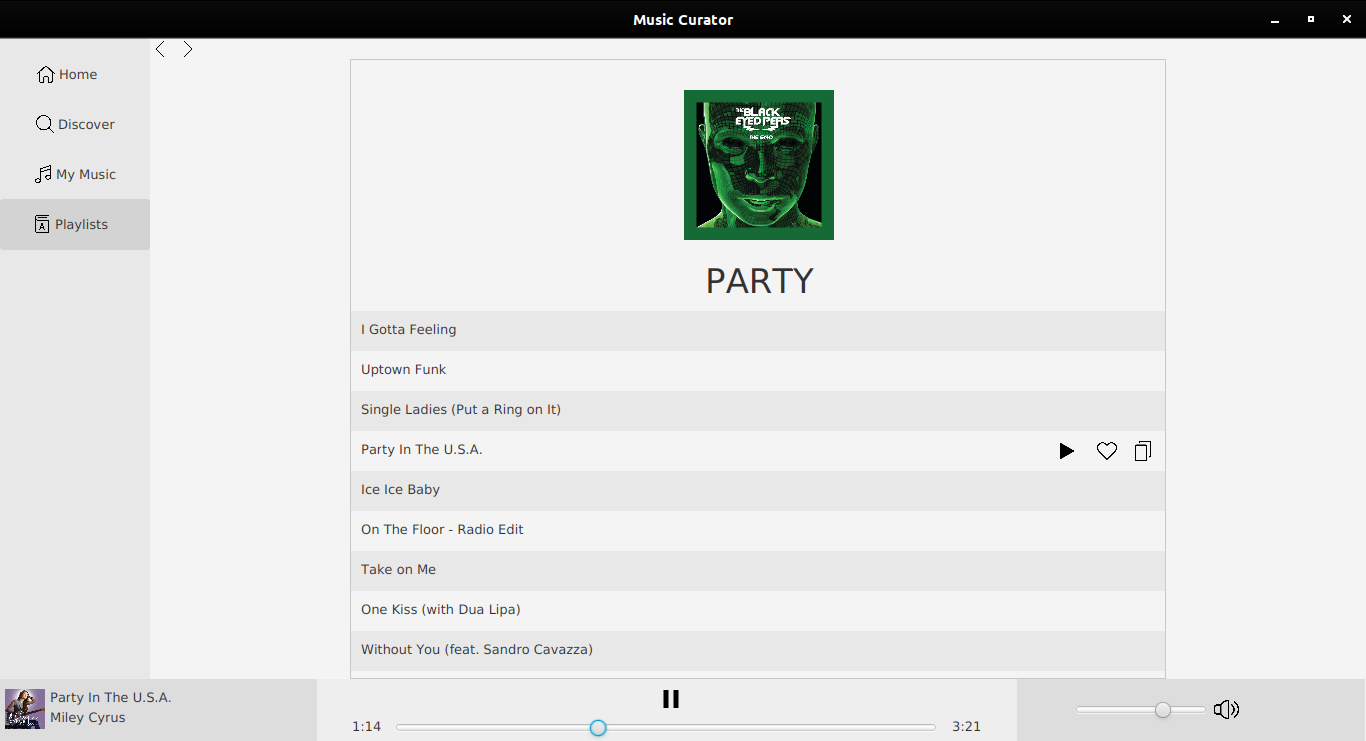 Music Curator
Home
Discover
My Music
Playlists
THE BLACK
EYED PEAS
THE END
PARTY
I Gotta Feeling
Uptown Funk
Single Ladies (Put a Ring on It)
Party In The U.S.A.
Ice Ice Baby
On The Floor - Radio Edit
Take on Me
One Kiss (with Dua Lipa)
Without You (feat. Sandro Cavazza)
Party In The U.S.A.
Miley Cyrus
1:14
3:21